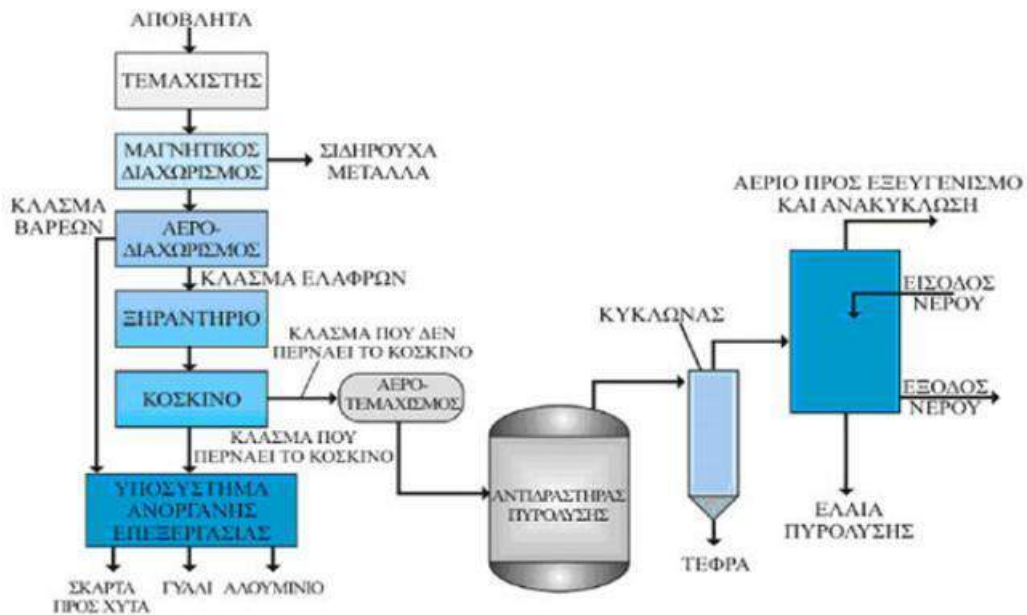 ΑΠΟΒΛΗΤΑ
ΤΕΜΑΧΙΣΤΗΣ
ΜΑΓΝΗΤΙΚΟΣ
ΔΙΑΧΩΡΙΣΜΟΣ
ΣΙΔΗΡΟΥΧΑ
ΜΕΤΑΛΛΑ
ΚΛΑΣΜΑ
ΒΑΡΕΩΝ
ΑΕΡΟ-
ΔΙΑΧΩΡΙΣΜΟΣ
ΚΛΑΣΜΑ ΕΛΑΦΡΩΝ
ΞΗΡΑΝΤΗΡΙΟ
ΚΛΑΣΜΑ ΠΟΥ ΔΕΝ
ΠΕΡΝΑΕΙ ΤΟ ΚΟΣΚΙΝΟ
ΚΟΣΚΙΝΟ
ΑΕΡΟ-
ΤΕΜΑΧΙΣΜΟΣ
ΚΛΑΣΜΑ ΠΟΥ
ΠΕΡΝΑΕΙ ΤΟ ΚΟΣΚΙΝΟ
ΥΠΟΣΥΣΤΗΜΑ
ΑΝΟΡΓΑΝΗΣ
ΕΠΕΞΕΡΓΑΣΙΑΣ
ΣΚΑΡΤΑ
ΠΡΟΣ ΧΥΤΑ
ΓΥΑΛΙ
ΑΛΟΥΜΙΝΙΟ
ΑΝΤΙΔΡΑΣΤΗΡΑΣ
ΠΥΡΟΛΥΣΗΣ
ΚΥΚΛΩΝΑΣ
ΤΕΦΡΑ
ΑΕΡΙΟ ΠΡΟΣ ΕΞΕΥΓΕΝΙΣΜΟ
ΚΑΙ ΑΝΑΚΥΚΛΩΣΗ
ΕΙΣΟΔΟΣ
ΝΕΡΟΥ
ΕΞΟΔΟΣ
ΝΕΡΟΥ
ΕΛΑΙΑ
ΠΥΡΟΛΥΣΗΣ